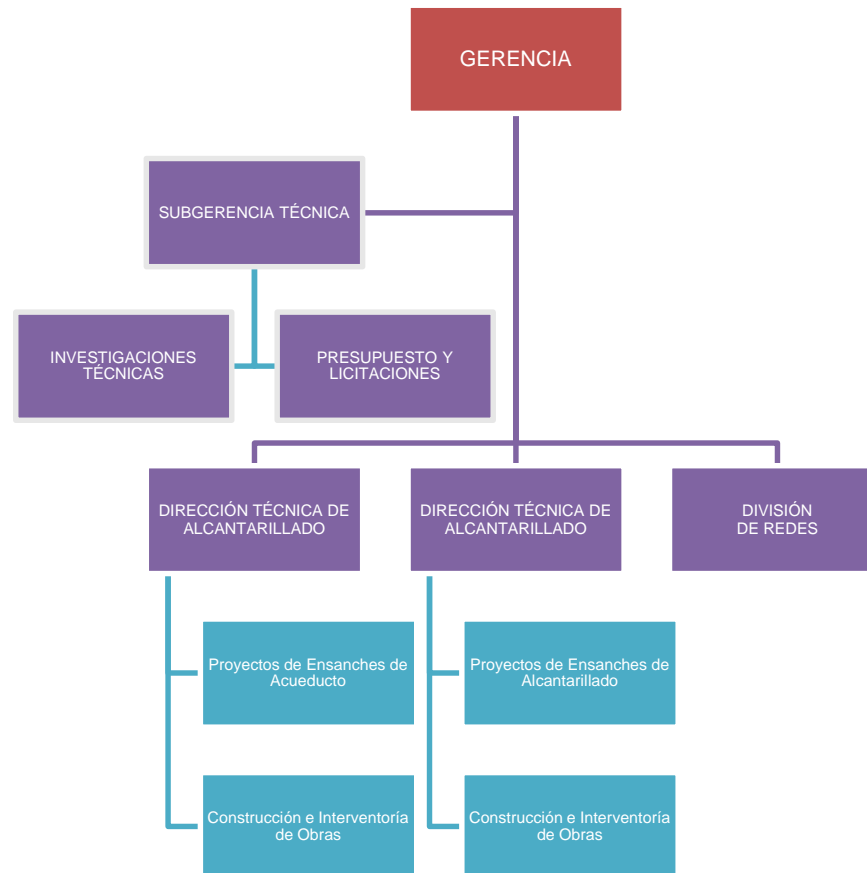 GERENCIA
SUBGERENCIA TÉCNICA
INVESTIGACIONES
TÉCNICAS
PRESUPUESTO Y
LICITACIONES
DIRECCIÓN TÉCNICA DE
ALCANTARILLADO
DIRECCIÓN TÉCNICA DE
ALCANTARILLADO
DIVISIÓN
DE REDES
Proyectos de Ensanches de
Acueducto
Proyectos de Ensanches de
Alcantarillado
Construcción e Interventoría
de Obras
Construcción e Interventoría
de Obras